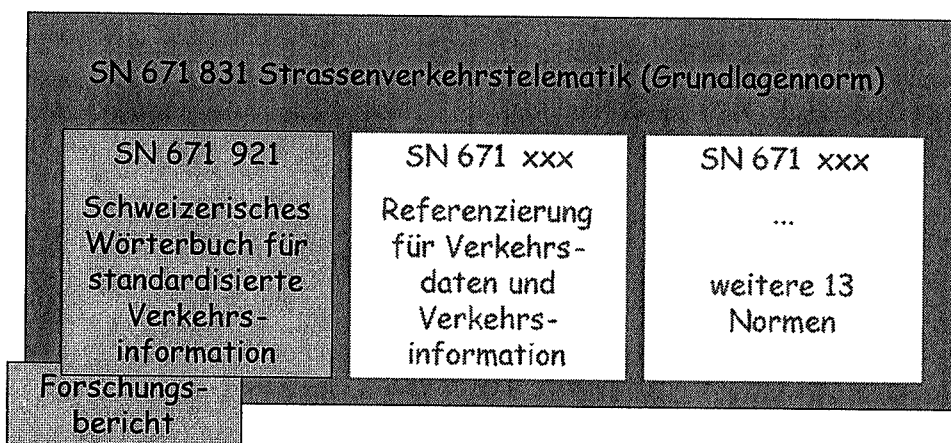 SN 671 831 Strassenverkehrstelematik (Grundlagennorm)
SN 671 921
Schweizerisches
Wörterbuch für
standardisierte
Verkehrs-
information
SN 671 xxx
Referenzierung
für Verkehrs-
daten und
Verkehrs-
information
SN 671 xxx
...
weitere 13
Normen
Forschungs-
bericht